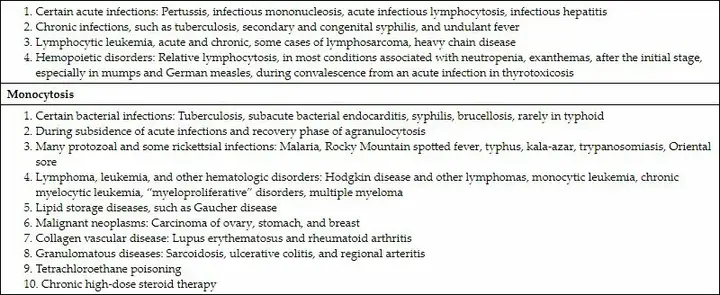 1. Certain acute infections: Pertussis, infectious mononucleosis, acute infectious lymphocytosis, infectious hepatitis
2. Chronic infections, such as tuberculosis, secondary and congenital syphilis, and undulant fever
3. Lymphocytic leukemia, acute and chronic, some cases of lymphosarcoma, heavy chain disease
4. Hemopoietic disorders: Relative lymphocytosis, in most conditions associated with neutropenia, exanthemas, after the initial stage,
especially in mumps and German measles, during convalescence from an acute infection in thyrotoxicosis
Monocytosis
1. Certain bacterial infections: Tuberculosis, subacute bacterial endocarditis, syphilis, brucellosis, rarely in typhoid
2. During subsidence of acute infections and recovery phase of agranulocytosis
3. Many protozoal and some rickettsial infections: Malaria, Rocky Mountain spotted fever, typhus, kala-azar, trypanosomiasis, Oriental
sore
4. Lymphoma, leukemia, and other hematologic disorders: Hodgkin disease and other lymphomas, monocytic leukemia, chronic
myelocytic leukemia, “myeloproliferative” disorders, multiple myeloma
5. Lipid storage diseases, such as Gaucher disease
6. Malignant neoplasms: Carcinoma of ovary, stomach, and breast
7. Collagen vascular disease: Lupus erythematosus and rheumatoid arthritis
8. Granulomatous diseases: Sarcoidosis, ulcerative colitis, and regional arteritis
9. Tetrachloroethane poisoning
10. Chronic high-dose steroid therapy